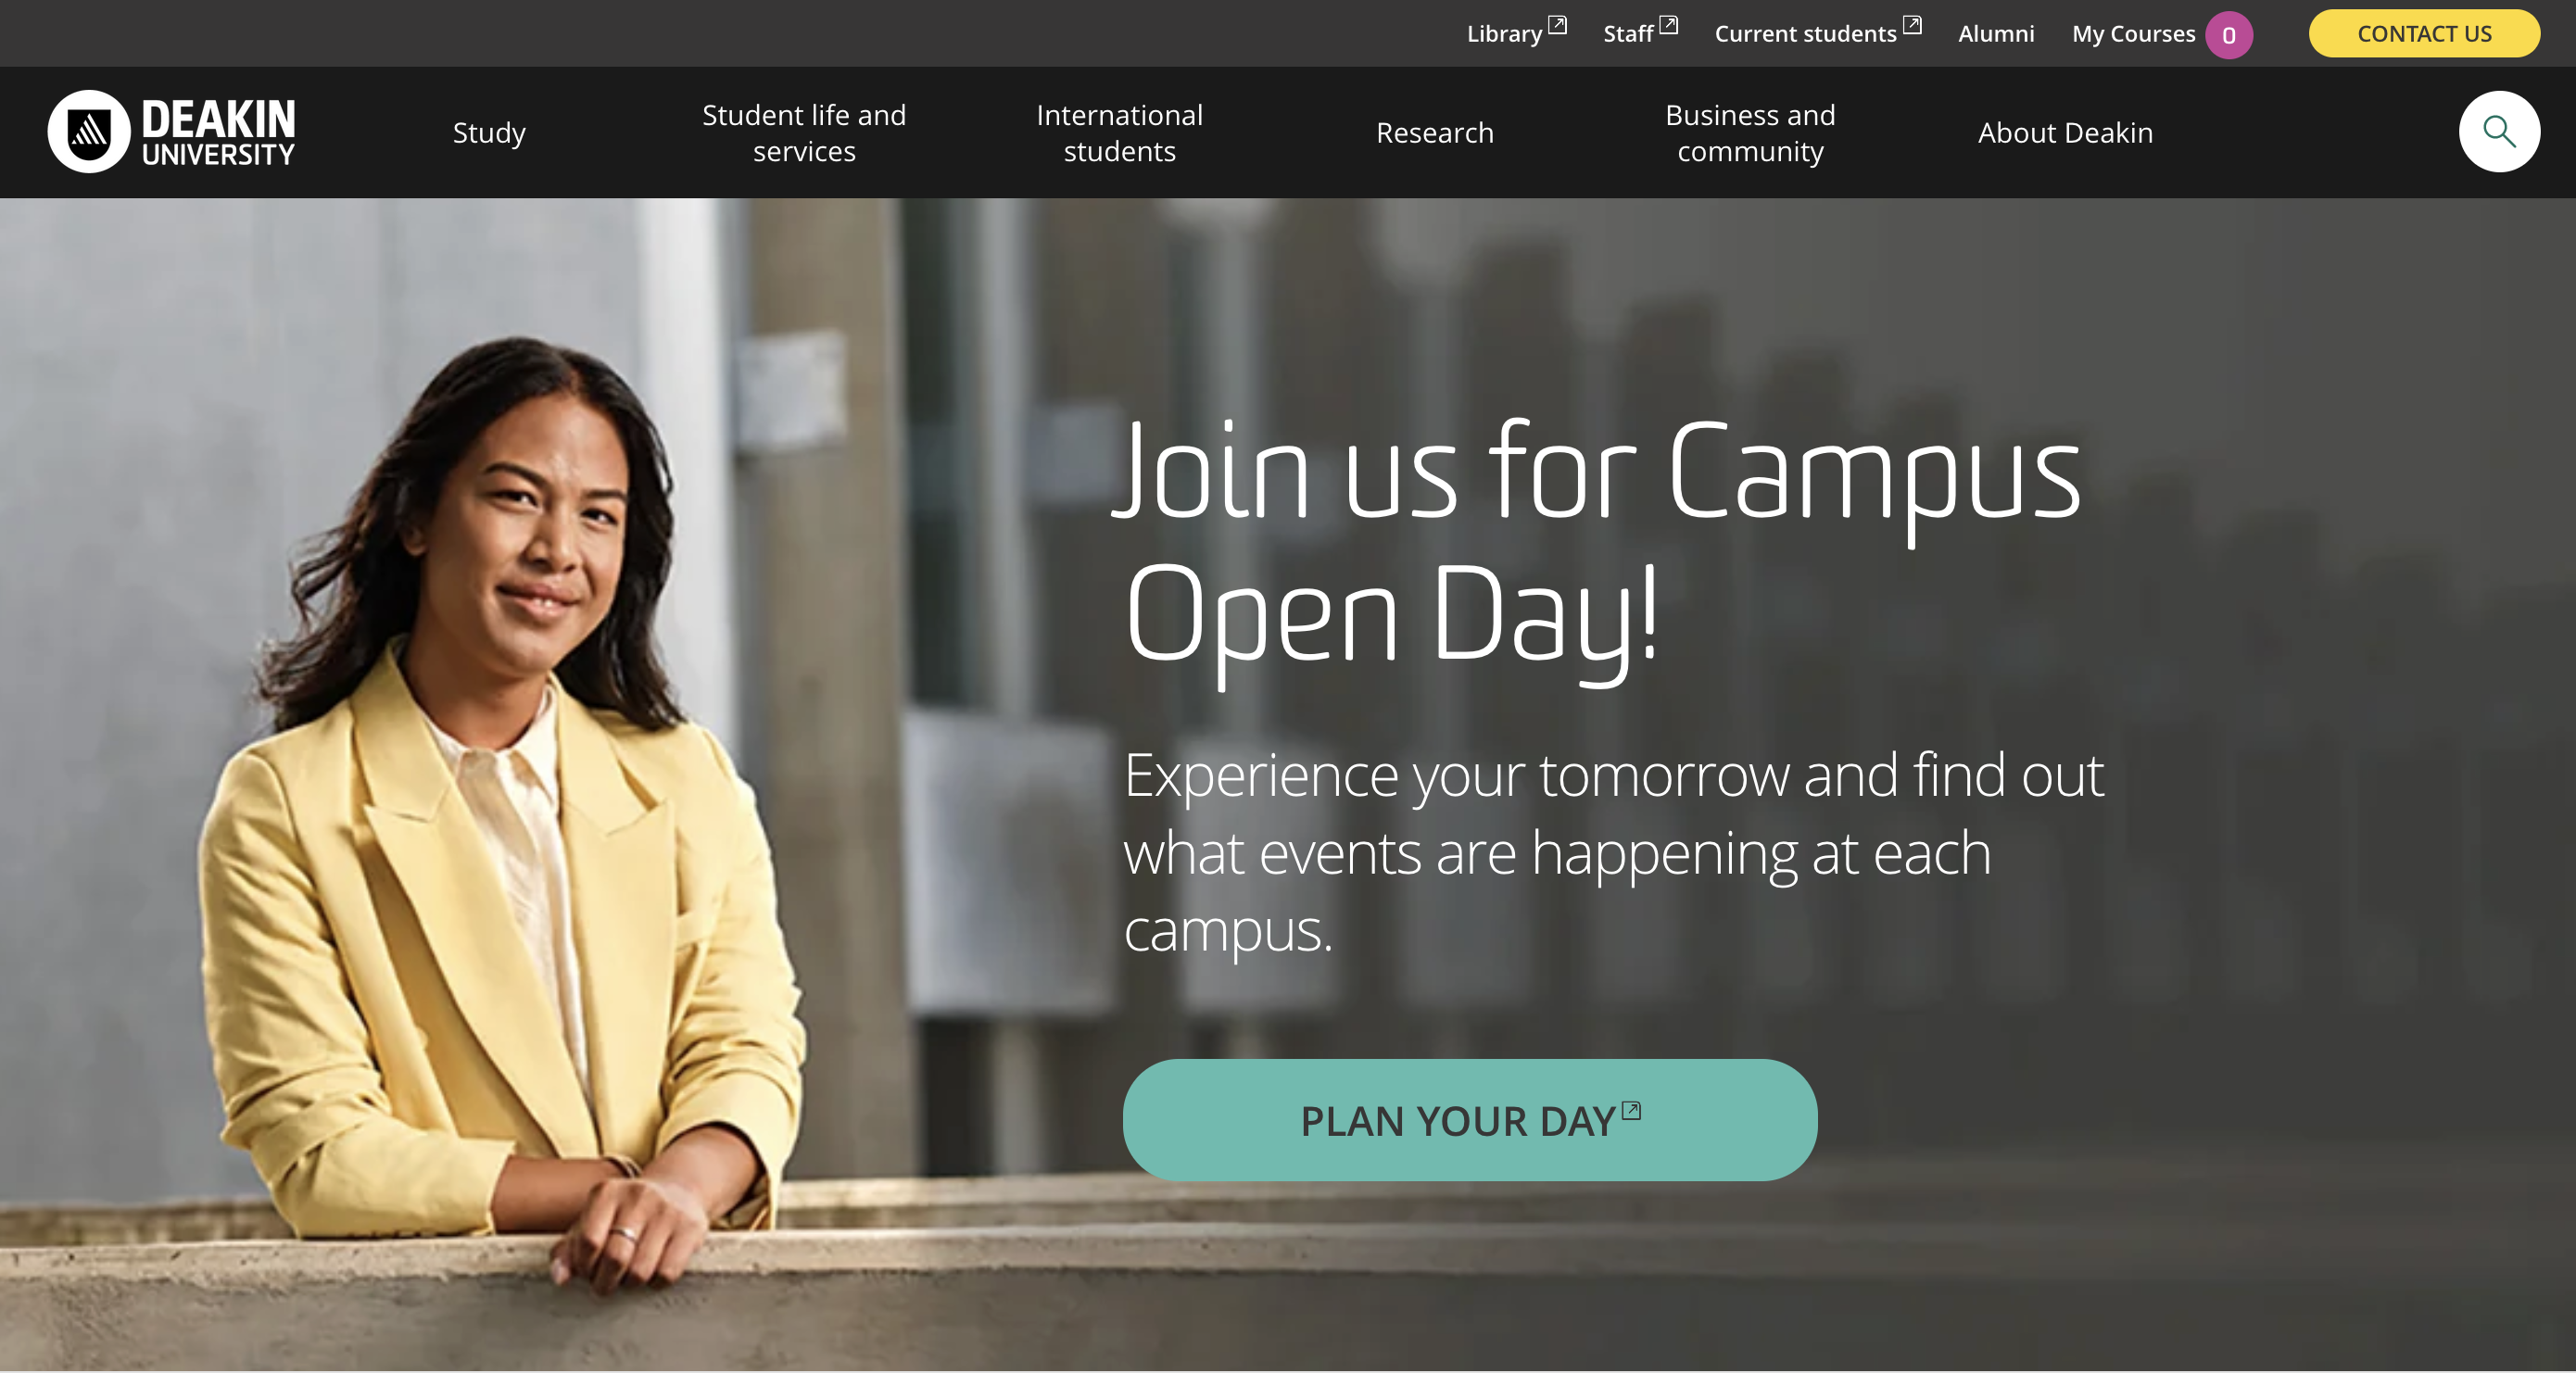 Library Staff Current students Alumni My Courses 0 CONTACT US
DEAKIN
UNIVERSITY
Study
Student life and
services
International
students
Research
Business and
community
About Deakin
Join us for Campus
Open Day!
Experience your tomorrow and find out
what events are happening at each
campus.
PLAN YOUR DAY